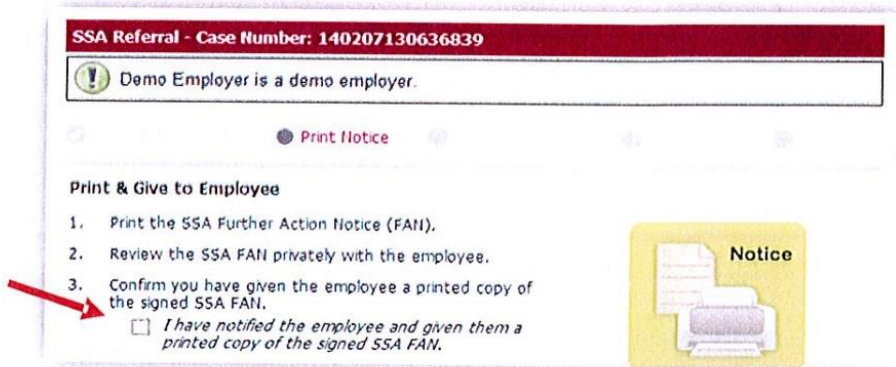 SSA Referral - Case Number: 140207130636839
Demo Employer is a demo employer.
Print Notice
Print & Give to Employee
1. Print the SSA Further Action Notice (FAN).
2. Review the SSA FAN privately with the employee.
3. Confirm you have given the employee a printed copy of
the signed SSA FAN.
I have notified the employee and given them a
printed copy of the signed SSA FAN.
Notice